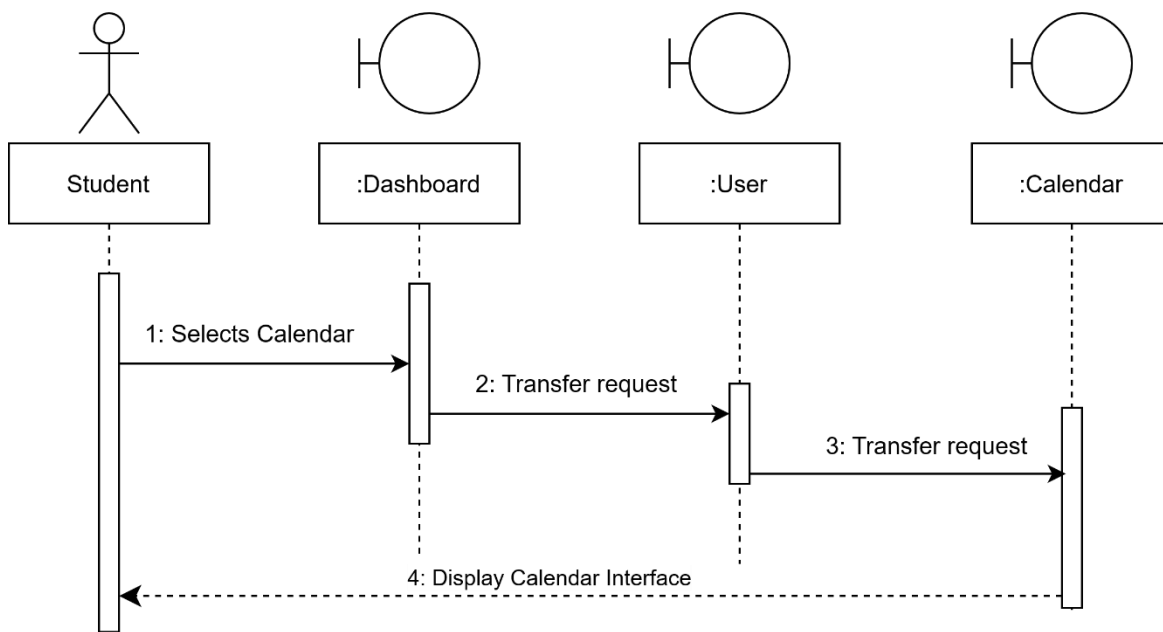 Student
:Dashboard
:User
:Calendar
1: Selects Calendar
2: Transfer request
3: Transfer request
4: Display Calendar Interface